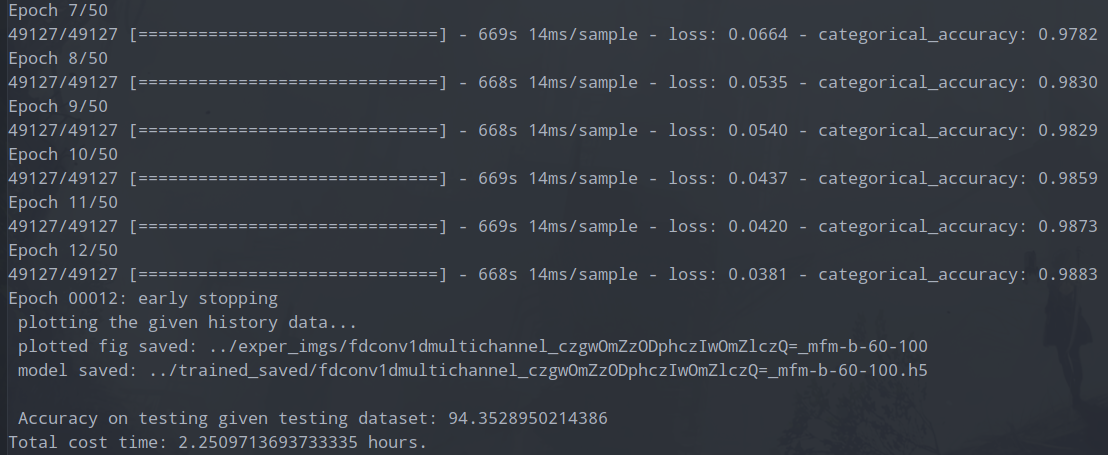 Epoch 7/50
49127/49127 [==============================] - 669s 14ms/sample - loss: 0.0664 - categorical_accuracy: 0.9782
Epoch 8/50
49127/49127 [==============================] - 668s 14ms/sample - loss: 0.0535 - categorical_accuracy: 0.9830
Epoch 9/50
49127/49127 [==============================] - 668s 14ms/sample - loss: 0.0540 - categorical_accuracy: 0.9829
Epoch 10/50
49127/49127 [==============================] - 669s 14ms/sample - loss: 0.0437 - categorical_accuracy: 0.9859
Epoch 11/50
49127/49127 [==============================] - 669s 14ms/sample - loss: 0.0420 - categorical_accuracy: 0.9873
Epoch 12/50
49127/49127 [==============================] - 668s 14ms/sample - loss: 0.0381 - categorical_accuracy: 0.9883
Epoch 00012: early stopping
plotting the given history data...
plotted fig saved: ../exper_imgs/fdconv1dmultichannel_czgwOmZzODphczIwOmZlczQ=_mfm-b-60-100
model saved: ../trained_saved/fdconv1dmultichannel_czgwOmZzODphczIwOmZlczQ=_mfm-b-60-100.h5
Accuracy on testing given testing dataset: 94.3528950214386
Total cost time: 2.2509713693733335 hours.